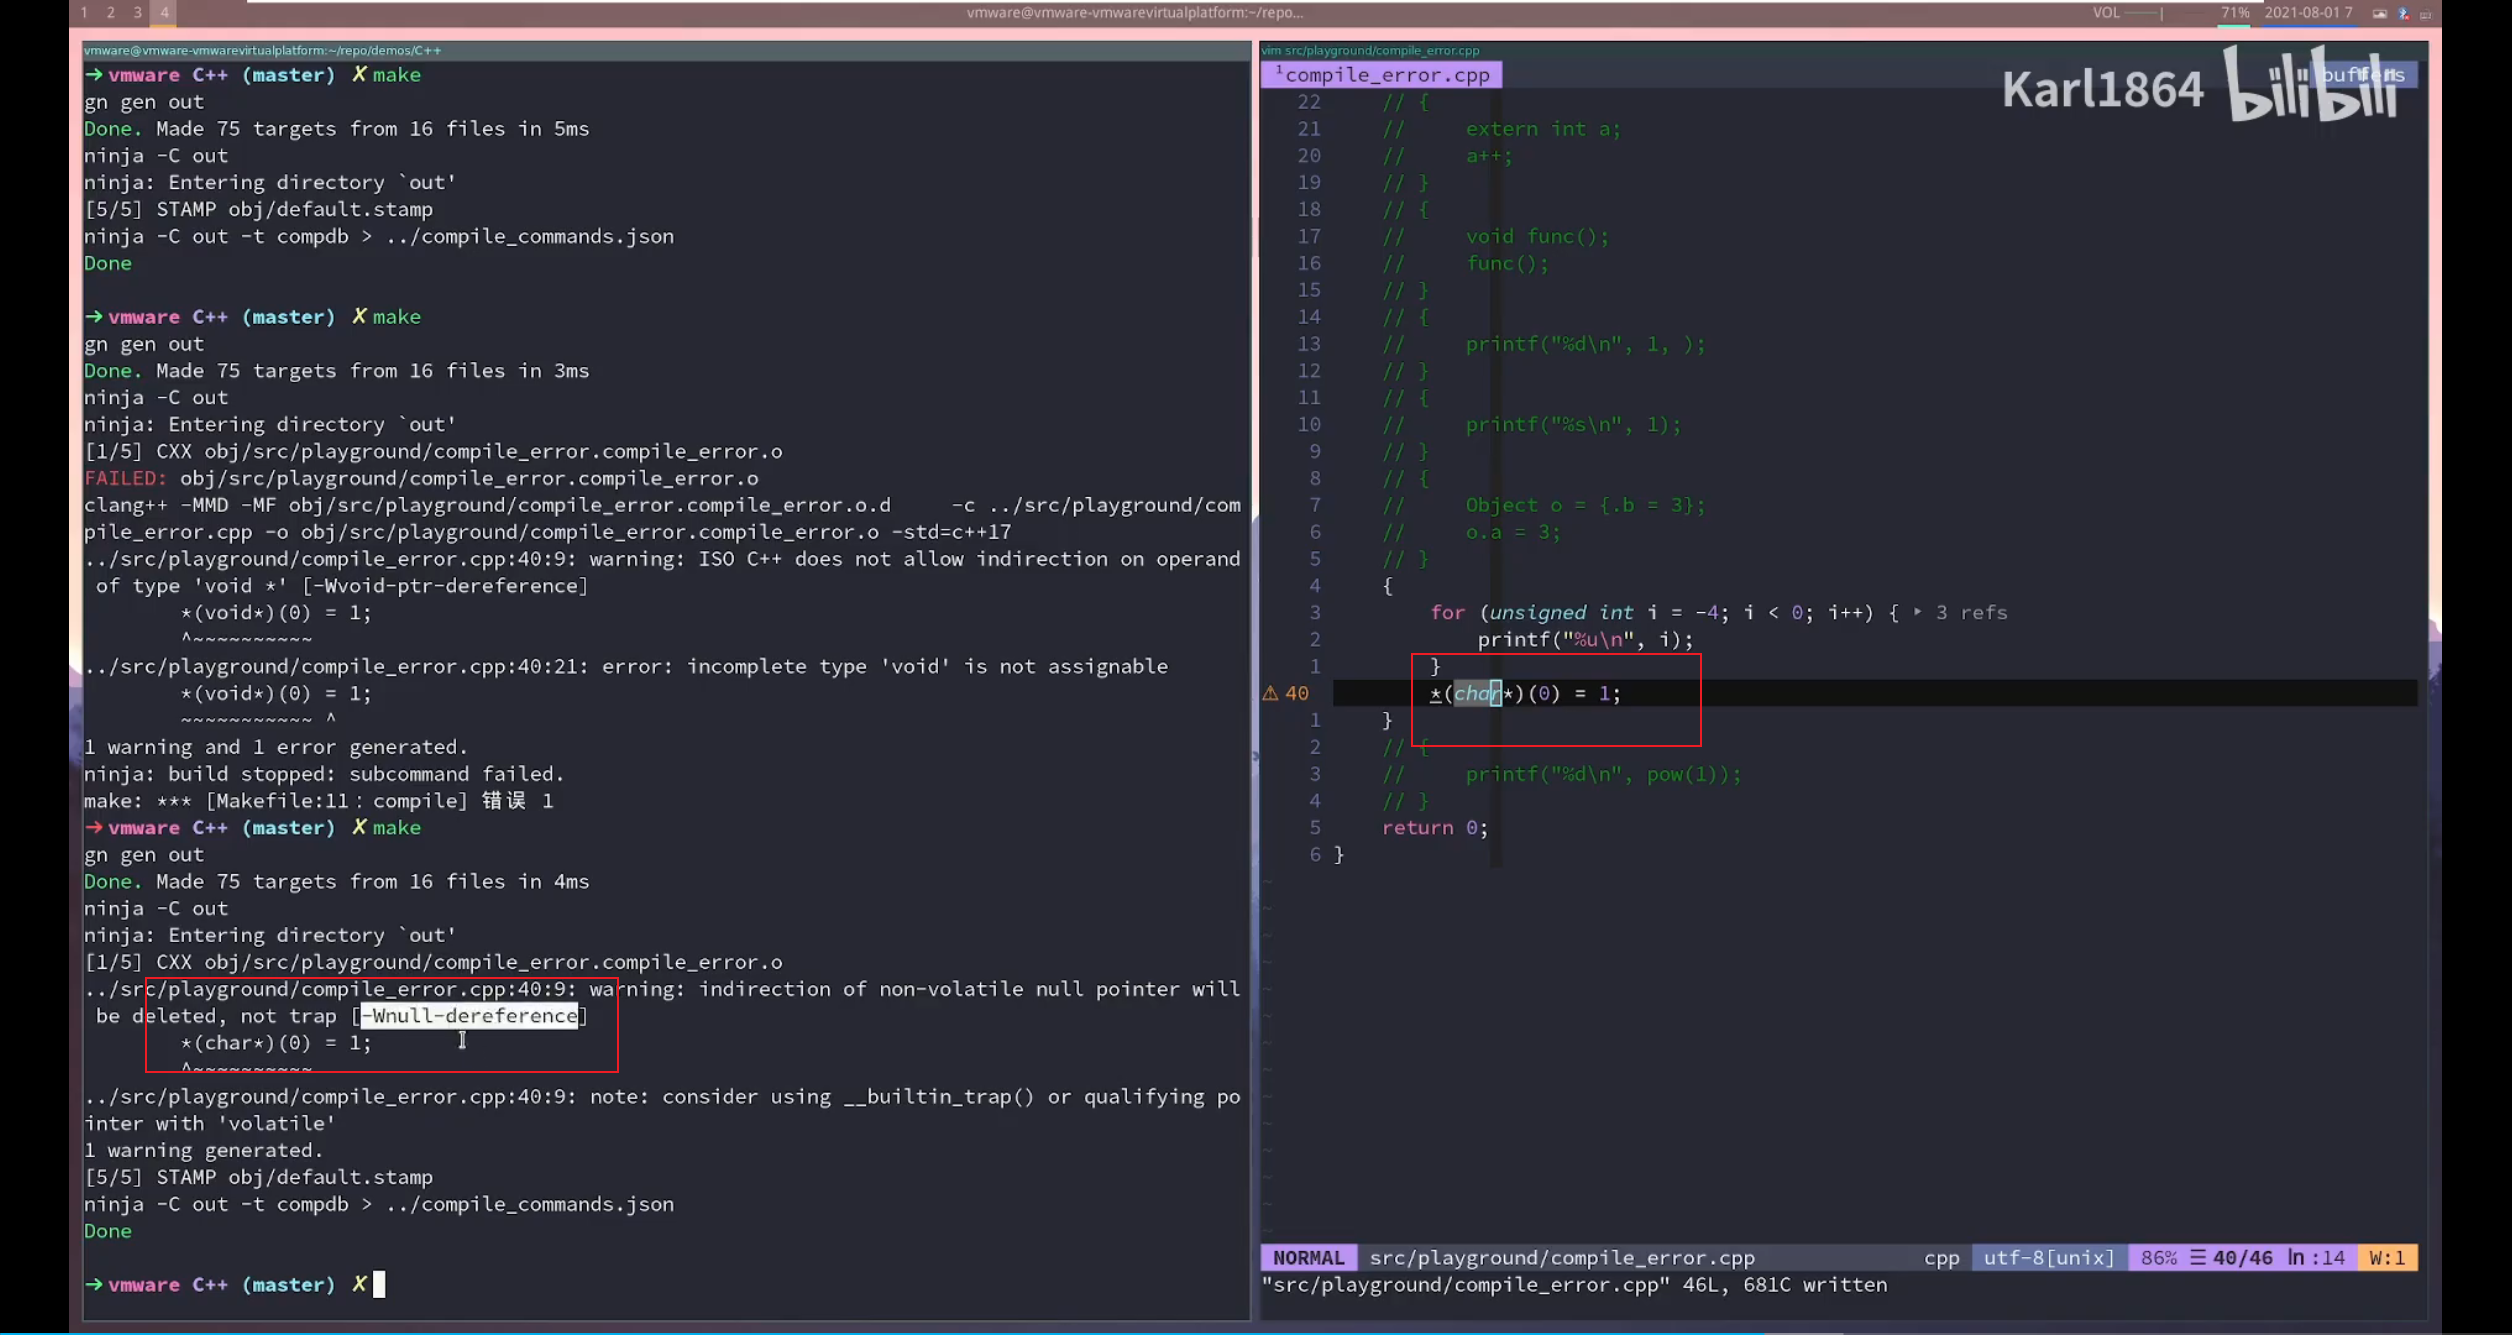 1 2 3 4
vmware@vmware-vmwarevirtualplatform:~/repo...
VOL
71% 2021-08-01 7
vmware@vmware-vmwarevirtualplatform:~/repo/demos/C++
→ vmware C++ (master) ✗ make
gn gen out
Done. Made 75 targets from 16 files in 5ms
ninja -C out
ninja: Entering directory `out'
[5/5] STAMP obj/default.stamp
ninja -C out -t compdb > ../compile_commands.json
Done
→ vmware C++ (master) ✗ make
gn gen out
Done. Made 75 targets from 16 files in 3ms
ninja -C out
ninja: Entering directory `out'
[1/5] CXX obj/src/playground/compile_error.compile_error.o
FAILED: obj/src/playground/compile_error.compile_error.o
clang++ -MMD -MF obj/src/playground/compile_error.compile_error.o.d    -c ../src/playground/com
pile_error.cpp -o obj/src/playground/compile_error.compile_error.o -std=c++17
../src/playground/compile_error.cpp:40:9: warning: ISO C++ does not allow indirection on operand
 of type 'void *' [-Wvoid-ptr-dereference]
        *(void*)(0) = 1;
        ^~~~~~~~~~~
../src/playground/compile_error.cpp:40:21: error: incomplete type 'void' is not assignable
        *(void*)(0) = 1;
        ~~~~~~~~~~~ ^
1 warning and 1 error generated.
ninja: build stopped: subcommand failed.
make: *** [Makefile:11：compile] 错误 1
→ vmware C++ (master) ✗ make
gn gen out
Done. Made 75 targets from 16 files in 4ms
ninja -C out
ninja: Entering directory `out'
[1/5] CXX obj/src/playground/compile_error.compile_error.o
../src/playground/compile_error.cpp:40:9: warning: indirection of non-volatile null pointer will
 be deleted, not trap [-Wnull-dereference]
        *(char*)(0) = 1;
        ^~~~~~~~~~~
../src/playground/compile_error.cpp:40:9: note: consider using __builtin_trap() or qualifying po
inter with 'volatile'
1 warning generated.
[5/5] STAMP obj/default.stamp
ninja -C out -t compdb > ../compile_commands.json
Done
→ vmware C++ (master) ✗
vim src/playground/compile_error.cpp
1compile_error.cpp
buffers
Karl1864 bilibili
22    // {
21    //     extern int a;
20    //     a++;
19    // }
18    // {
17    //     void func();
16    //     func();
15    // }
14    // {
13    //     printf("%d\n", 1, );
12    // }
11    // {
10    //     printf("%s\n", 1);
9    // }
8    // {
7    //     Object o = {.b = 3};
6    //     o.a = 3;
5    // }
4    {
3        for (unsigned int i = -4; i < 0; i++) { ‣ 3 refs
2            printf("%u\n", i);
1        }
⚠ 40        *(char*)(0) = 1;
1    }
2    // {
3    //     printf("%d\n", pow(1));
4    // }
5    return 0;
6 }
NORMAL src/playground/compile_error.cpp
cpp utf-8[unix] 86% ☰ 40/46 ln :14 W:1
"src/playground/compile_error.cpp" 46L, 681C written